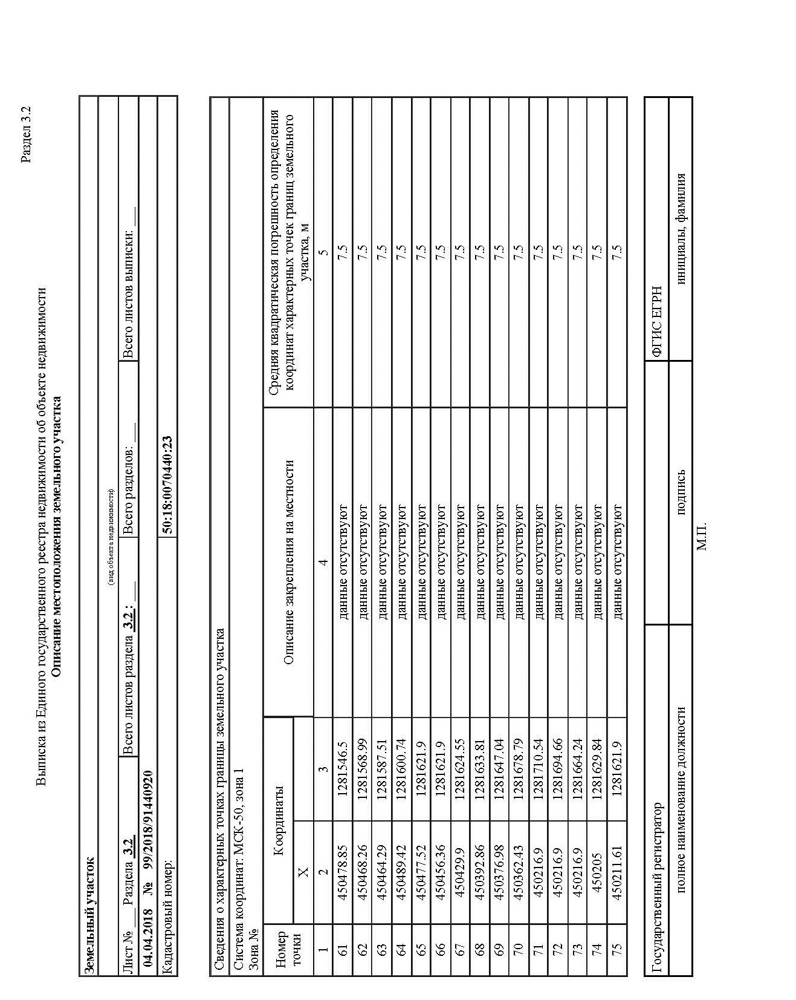 Раздел 3.2
Выписка из Единого государственного реестра недвижимости об объекте недвижимости
Описание местоположения земельного участка
Земельный участок
(вид объекта недвижимости)
Лист № ___ Раздела 3.2 Всего листов раздела 3.2 : ___ Всего разделов: ___ Всего листов выписки: ___
04.04.2018 № 99/2018/91440920
Кадастровый номер: 50:18:0070440:23
Сведения о характерных точках границы земельного участка
Система координат: МСК-50, зона 1
Зона №
Номер точки Координаты Описание закрепления на местности Средняя квадратическая погрешность определения координат характерных точек границ земельного участка, м
X
1 2 3 4 5
61 450478.85 1281546.5 данные отсутствуют 7.5
62 450468.26 1281568.99 данные отсутствуют 7.5
63 450464.29 1281587.51 данные отсутствуют 7.5
64 450489.42 1281600.74 данные отсутствуют 7.5
65 450477.52 1281621.9 данные отсутствуют 7.5
66 450456.36 1281621.9 данные отсутствуют 7.5
67 450429.9 1281624.55 данные отсутствуют 7.5
68 450392.86 1281633.81 данные отсутствуют 7.5
69 450376.98 1281647.04 данные отсутствуют 7.5
70 450362.43 1281678.79 данные отсутствуют 7.5
71 450216.9 1281710.54 данные отсутствуют 7.5
72 450216.9 1281694.66 данные отсутствуют 7.5
73 450216.9 1281664.24 данные отсутствуют 7.5
74 450205 1281629.84 данные отсутствуют 7.5
75 450211.61 1281621.9 данные отсутствуют 7.5
Государственный регистратор ФГИС ЕГРН
полное наименование должности подпись инициалы, фамилия
М.П.